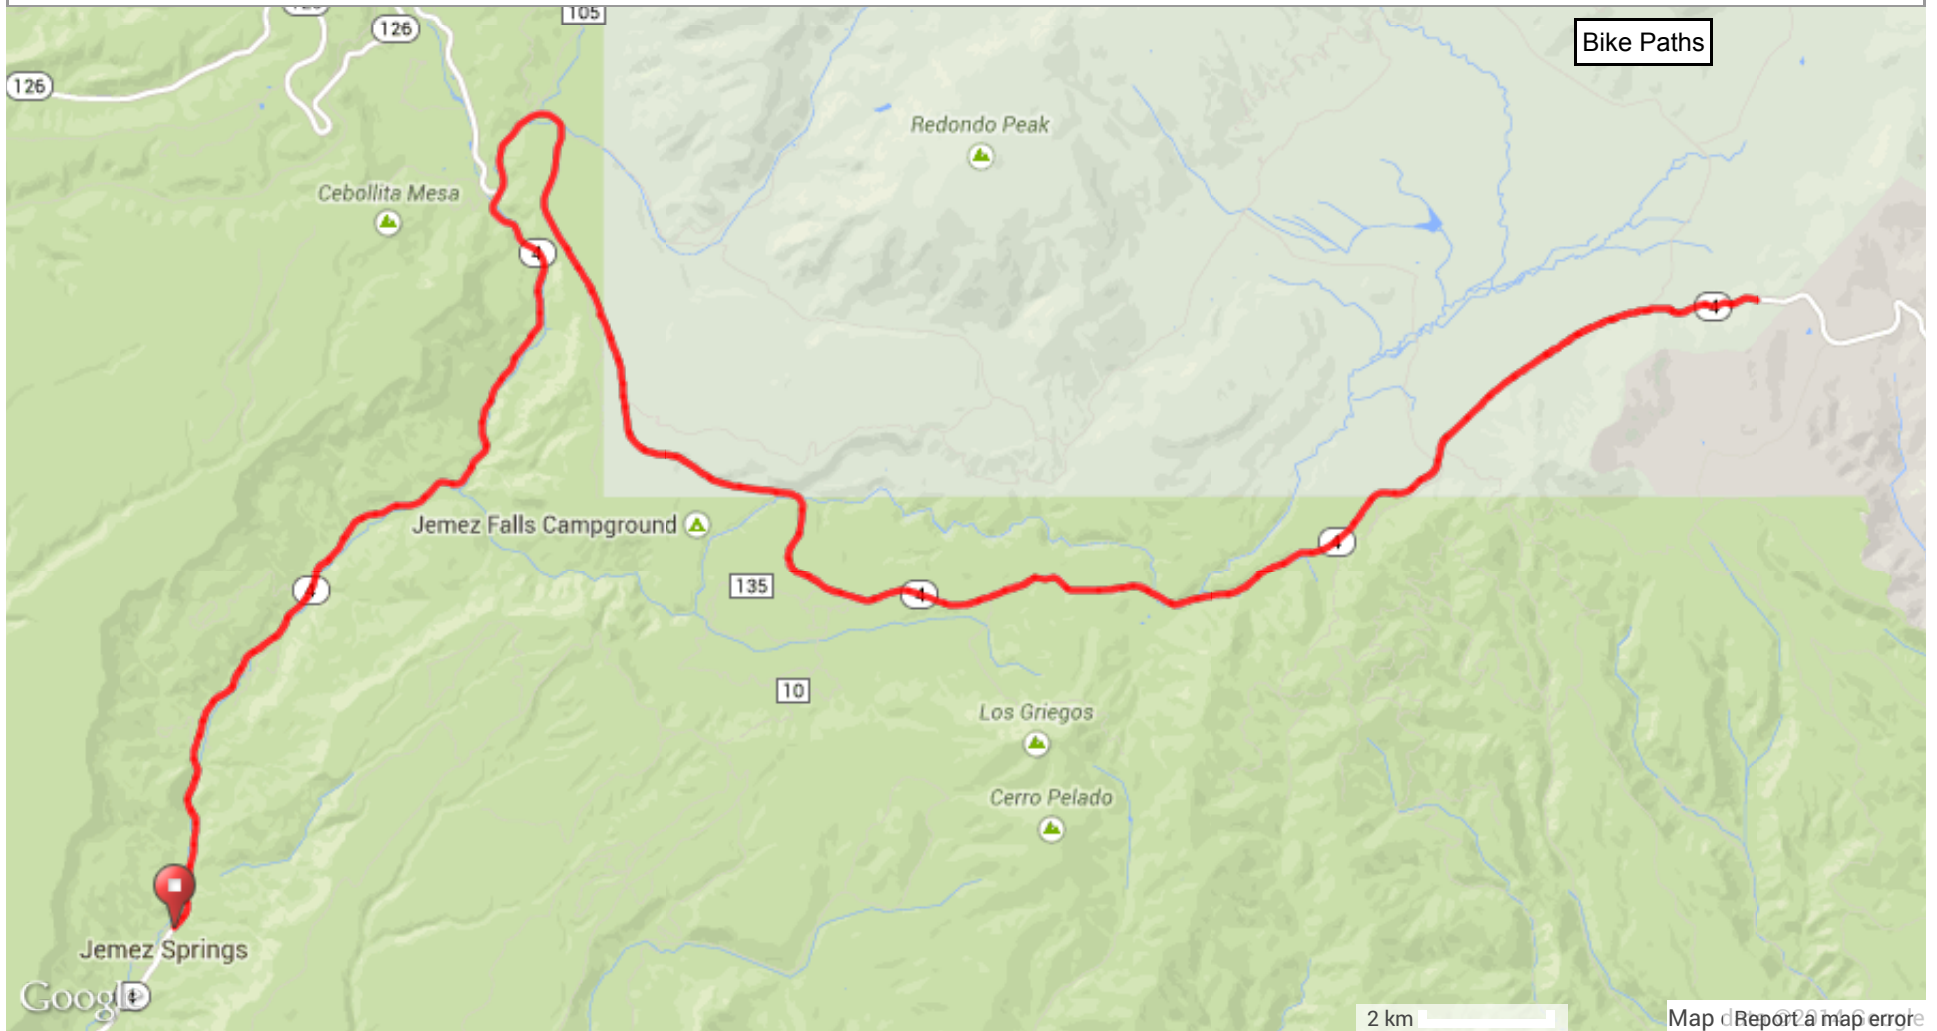 105
126
Bike Paths
126
Redondo Peak
Cebollita Mesa
4
4
Jemez Falls Campground
4
135
4
4
10
Los Griegos
Cerro Pelado
Jemez Springs
Google
4
2 km
Map
Report a map error